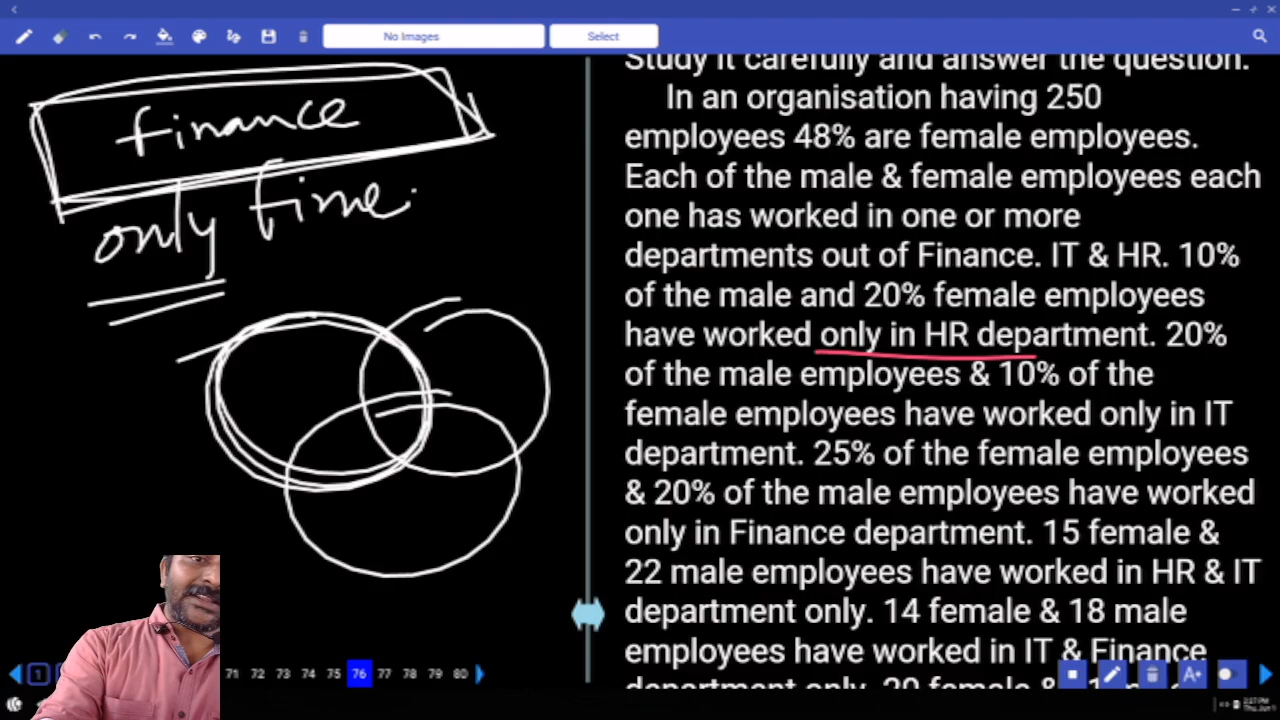 No Images
Select
finance
only time.
Study it carefully and answer the question.
In an organisation having 250
employees 48% are female employees.
Each of the male & female employees each
one has worked in one or more
departments out of Finance. IT & HR. 10%
of the male and 20% female employees
have worked only in HR department. 20%
of the male employees & 10% of the
female employees have worked only in IT
department. 25% of the female employees
& 20% of the male employees have worked
only in Finance department. 15 female &
22 male employees have worked in HR & IT
department only. 14 female & 18 male
employees have worked in IT & Finance
department only. 20 female &
1 71 72 73 74 75 76 77 78 79 80
A+